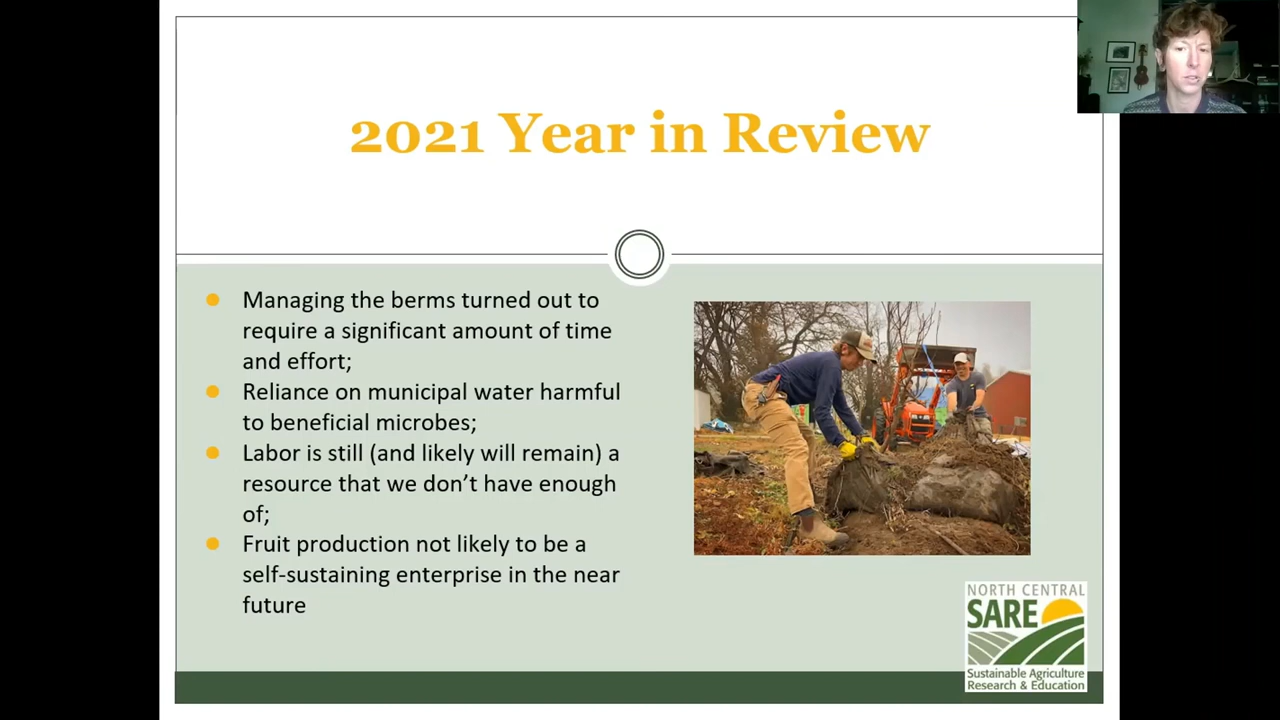 2021 Year in Review
Managing the berms turned out to
require a significant amount of time
and effort;
Reliance on municipal water harmful
to beneficial microbes;
Labor is still (and likely will remain) a
resource that we don’t have enough
of;
Fruit production not likely to be a
self-sustaining enterprise in the near
future
NORTH CENTRAL
SARE
Sustainable Agriculture
Research & Education